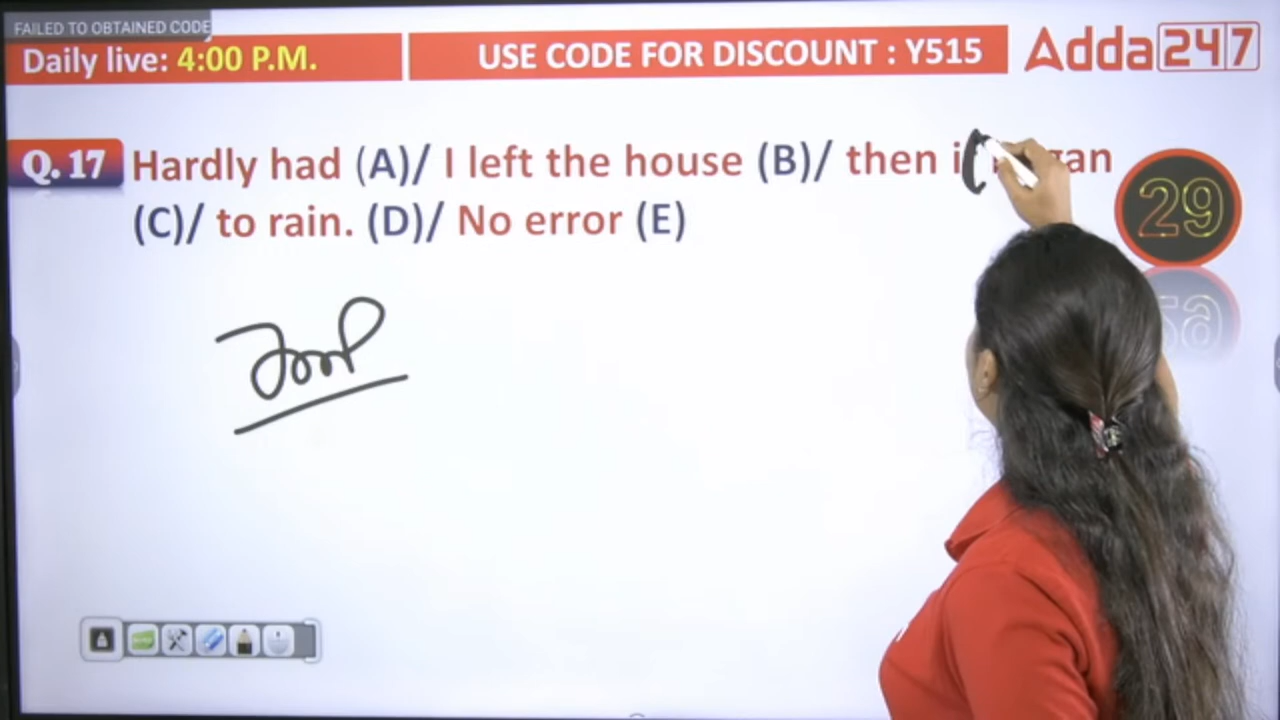 FAILED TO OBTAINED CODE
Daily live: 4:00 P.M.
USE CODE FOR DISCOUNT : Y515
Adda247
Q. 17 Hardly had (A)/ I left the house (B)/ then
(C)/ to rain. (D)/ No error (E)
29